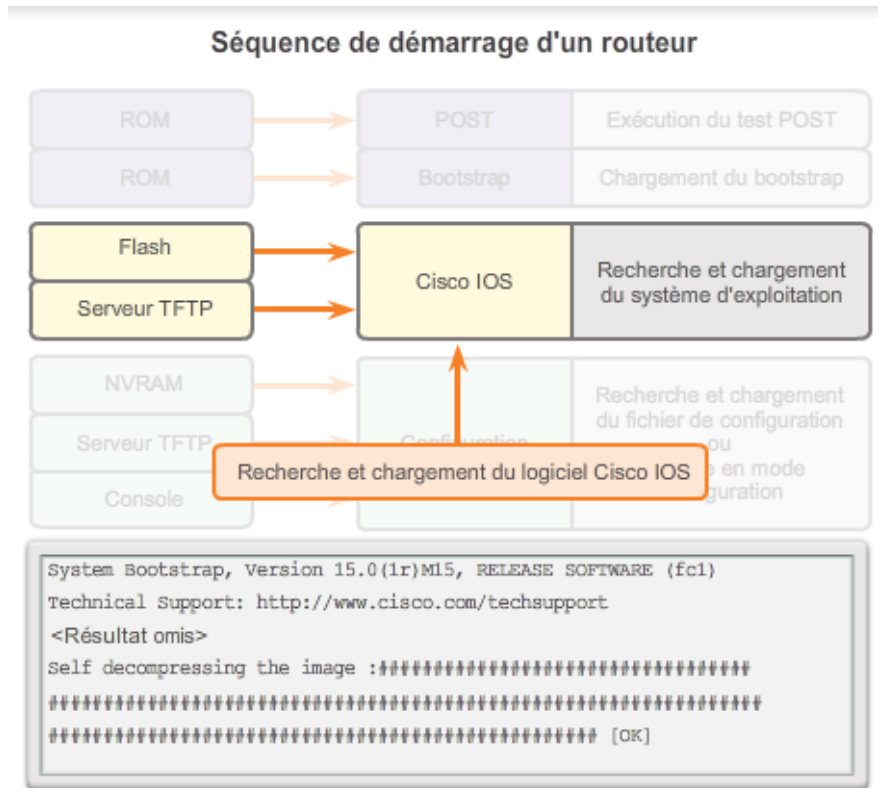 Séquence de démarrage d'un routeur
ROM
POST
Exécution du test POST
ROM
Bootstrap
Chargement du bootstrap
Flash
Serveur TFTP
Cisco IOS
Recherche et chargement
du système d'exploitation
NVRAM
Serveur TFTP
Console
Recherche et chargement
du fichier de configuration
ou
en mode
Recherche et chargement du logiciel Cisco IOS
System Bootstrap, Version 15.0(1r)M15, RELEASE SOFTWARE (fc1)
Technical Support: http://www.cisco.com/techsupport
<Résultat omis>
Self decompressing the image :##################################
#################################################################
################################################## [OK]